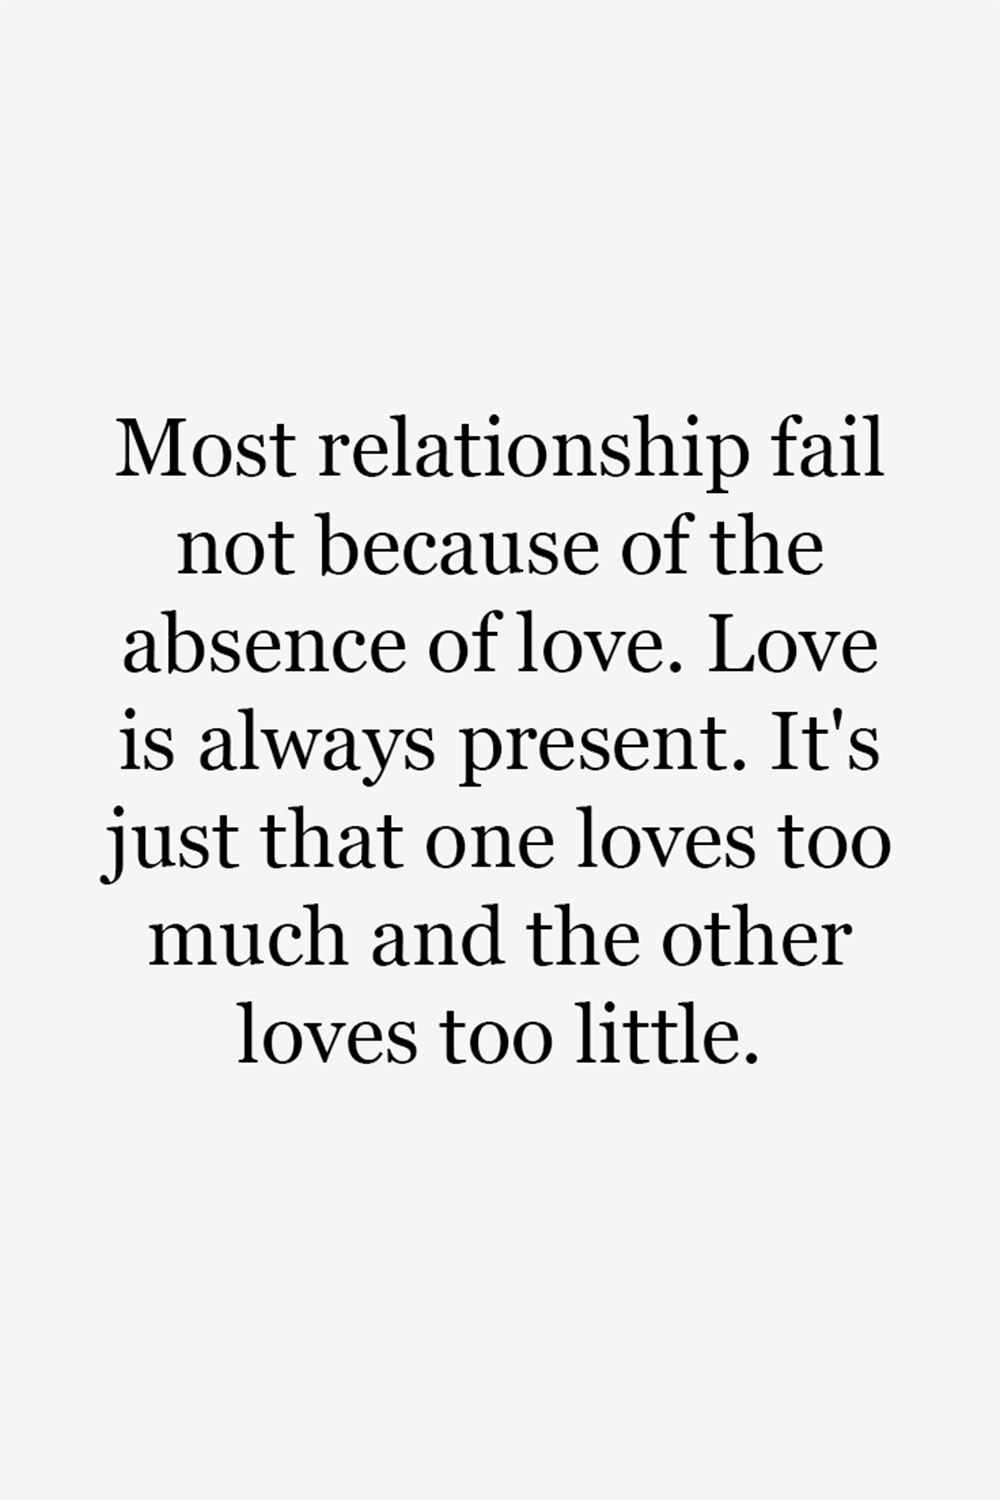 Most relationship fail
not because of the
absence of love. Love
is always present. It's
just that one loves too
much and the other
loves too little.